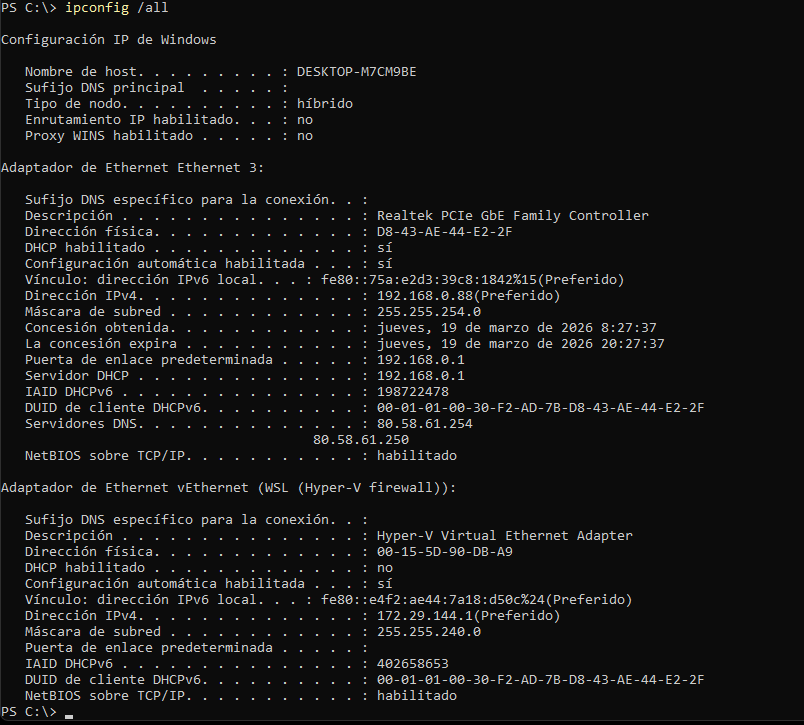 PS C:\> ipconfig /all
Configuración IP de Windows
Nombre de host. . . . . . . . . : DESKTOP-M7CM9BE
Sufijo DNS principal  . . . . . :
Tipo de nodo. . . . . . . . . . : híbrido
Enrutamiento IP habilitado. . . : no
Proxy WINS habilitado . . . . . : no
Adaptador de Ethernet Ethernet 3:
Sufijo DNS específico para la conexión. . :
Descripción . . . . . . . . . . . . . . . : Realtek PCIe GbE Family Controller
Dirección física. . . . . . . . . . . . . : D8-43-AE-44-E2-2F
DHCP habilitado . . . . . . . . . . . . . : sí
Configuración automática habilitada . . . : sí
Vínculo: dirección IPv6 local. . . : fe80::75a:e2d3:39c8:1842%15(Preferido)
Dirección IPv4. . . . . . . . . . . . . . : 192.168.0.88(Preferido)
Máscara de subred . . . . . . . . . . . . : 255.255.254.0
Concesión obtenida. . . . . . . . . . . . : jueves, 19 de marzo de 2026 8:27:37
La concesión expira . . . . . . . . . . . : jueves, 19 de marzo de 2026 20:27:37
Puerta de enlace predeterminada . . . . . : 192.168.0.1
Servidor DHCP . . . . . . . . . . . . . . : 192.168.0.1
IAID DHCPv6 . . . . . . . . . . . . . . . : 198722478
DUID de cliente DHCPv6. . . . . . . . . . : 00-01-01-00-30-F2-AD-7B-D8-43-AE-44-E2-2F
Servidores DNS. . . . . . . . . . . . . . : 80.58.61.254
80.58.61.250
NetBIOS sobre TCP/IP. . . . . . . . . . . : habilitado
Adaptador de Ethernet vEthernet (WSL (Hyper-V firewall)):
Sufijo DNS específico para la conexión. . :
Descripción . . . . . . . . . . . . . . . : Hyper-V Virtual Ethernet Adapter
Dirección física. . . . . . . . . . . . . : 00-15-5D-90-DB-A9
DHCP habilitado . . . . . . . . . . . . . : no
Configuración automática habilitada . . . : sí
Vínculo: dirección IPv6 local. . . : fe80::e4f2:ae44:7a18:d50c%24(Preferido)
Dirección IPv4. . . . . . . . . . . . . . : 172.29.144.1(Preferido)
Máscara de subred . . . . . . . . . . . . : 255.255.240.0
Puerta de enlace predeterminada . . . . . :
IAID DHCPv6 . . . . . . . . . . . . . . . : 402658653
DUID de cliente DHCPv6. . . . . . . . . . : 00-01-01-00-30-F2-AD-7B-D8-43-AE-44-E2-2F
NetBIOS sobre TCP/IP. . . . . . . . . . . : habilitado
PS C:\>